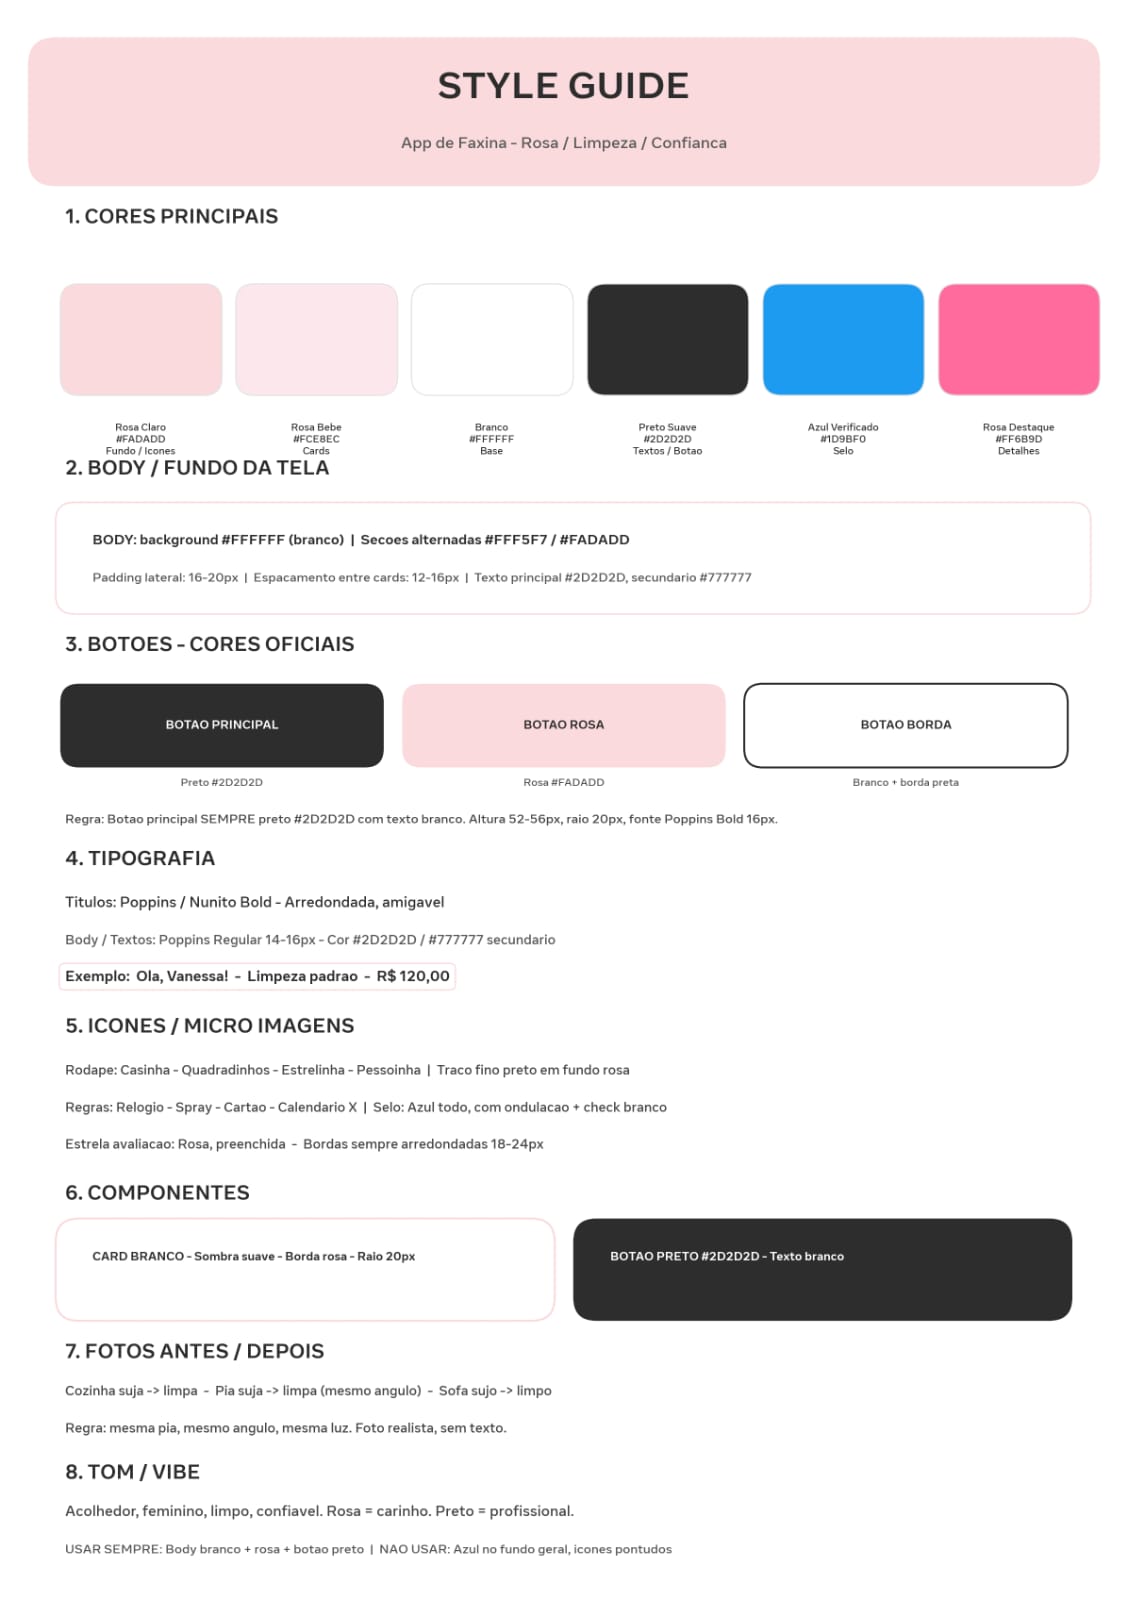 STYLE GUIDE
App de Faxina - Rosa / Limpeza / Confianca
1. CORES PRINCIPAIS
Rosa Claro
#FADADD
Fundo / Icones
Rosa Bebe
#FCE8EC
Cards
Branco
#FFFFFF
Base
Preto Suave
#2D2D2D
Textos / Botao
Azul Verificado
#1D9BF0
Selo
Rosa Destaque
#FF6B9D
Detalhes
2. BODY / FUNDO DA TELA
BODY: background #FFFFFF (branco) | Secoes alternadas #FFF5F7 / #FADADD
Padding lateral: 16-20px | Espacamento entre cards: 12-16px | Texto principal #2D2D2D, secundario #777777
3. BOTOES - CORES OFICIAIS
BOTAO PRINCIPAL
BOTAO ROSA
BOTAO BORDA
Preto #2D2D2D
Rosa #FADADD
Branco + borda preta
Regra: Botao principal SEMPRE preto #2D2D2D com texto branco. Altura 52-56px, raio 20px, fonte Poppins Bold 16px.
4. TIPOGRAFIA
Titulos: Poppins / Nunito Bold - Arredondada, amigavel
Body / Textos: Poppins Regular 14-16px - Cor #2D2D2D / #777777 secundario
Exemplo: Ola, Vanessa! - Limpeza padrao - R$ 120,00
5. ICONES / MICRO IMAGENS
Rodape: Casinha - Quadradinhos - Estrelinha - Pessoinha | Traco fino preto em fundo rosa
Regras: Relogio - Spray - Cartao - Calendario X | Selo: Azul todo, com ondulacao + check branco
Estrela avaliacao: Rosa, preenchida - Bordas sempre arredondadas 18-24px
6. COMPONENTES
CARD BRANCO - Sombra suave - Borda rosa - Raio 20px
BOTAO PRETO #2D2D2D - Texto branco
7. FOTOS ANTES / DEPOIS
Cozinha suja -> limpa - Pia suja -> limpa (mesmo angulo) - Sofa sujo -> limpo
Regra: mesma pia, mesmo angulo, mesma luz. Foto realista, sem texto.
8. TOM / VIBE
Acolhedor, feminino, limpo, confiavel. Rosa = carinho. Preto = profissional.
USAR SEMPRE: Body branco + rosa + botao preto | NAO USAR: Azul no fundo geral, icones pontudos